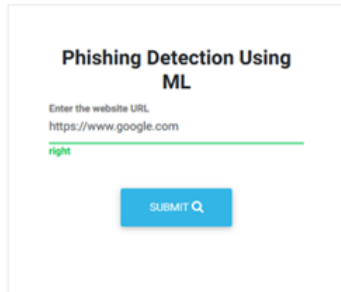 Phishing Detection Using
ML
Enter the website URL
https://www.google.com
right
SUBMIT